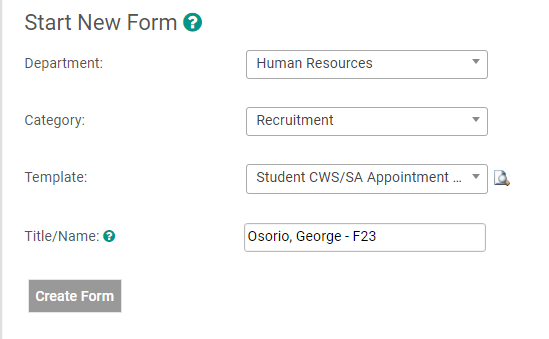 Start New Form ?
Department: Human Resources
Category: Recruitment
Template: Student CWS/SA Appointment ...
Title/Name: ? Osorio, George - F23
Create Form